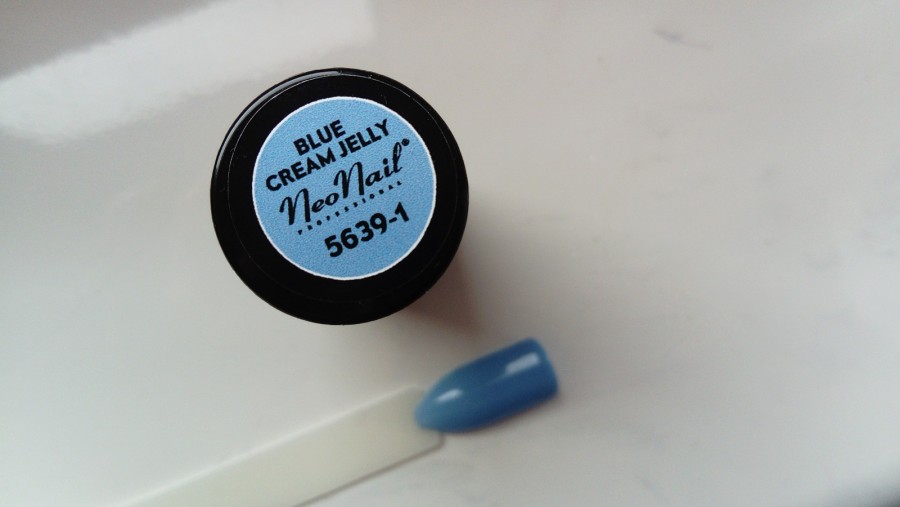 BLUE
CREAM JELLY
NeoNail®
PROFESSIONAL
5639-1